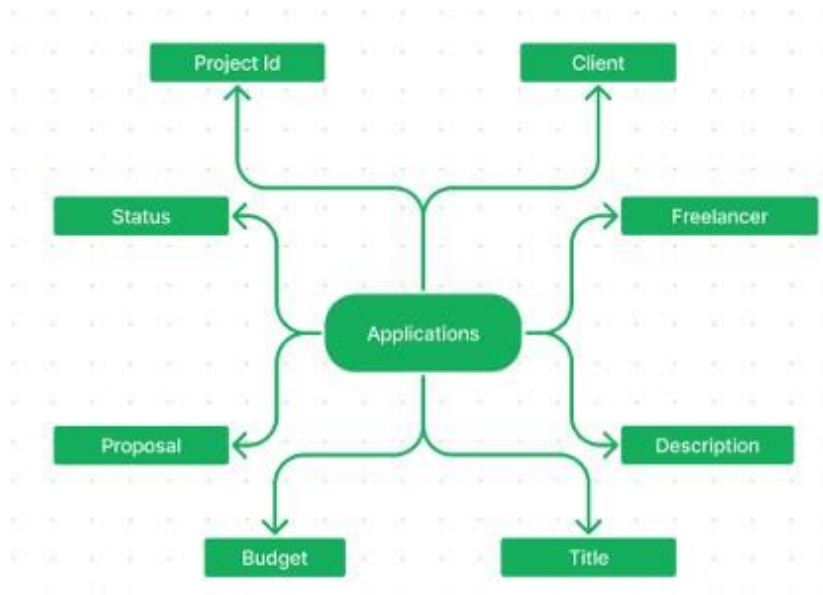 Project Id
Client
Status
Freelancer
Applications
Proposal
Description
Budget
Title